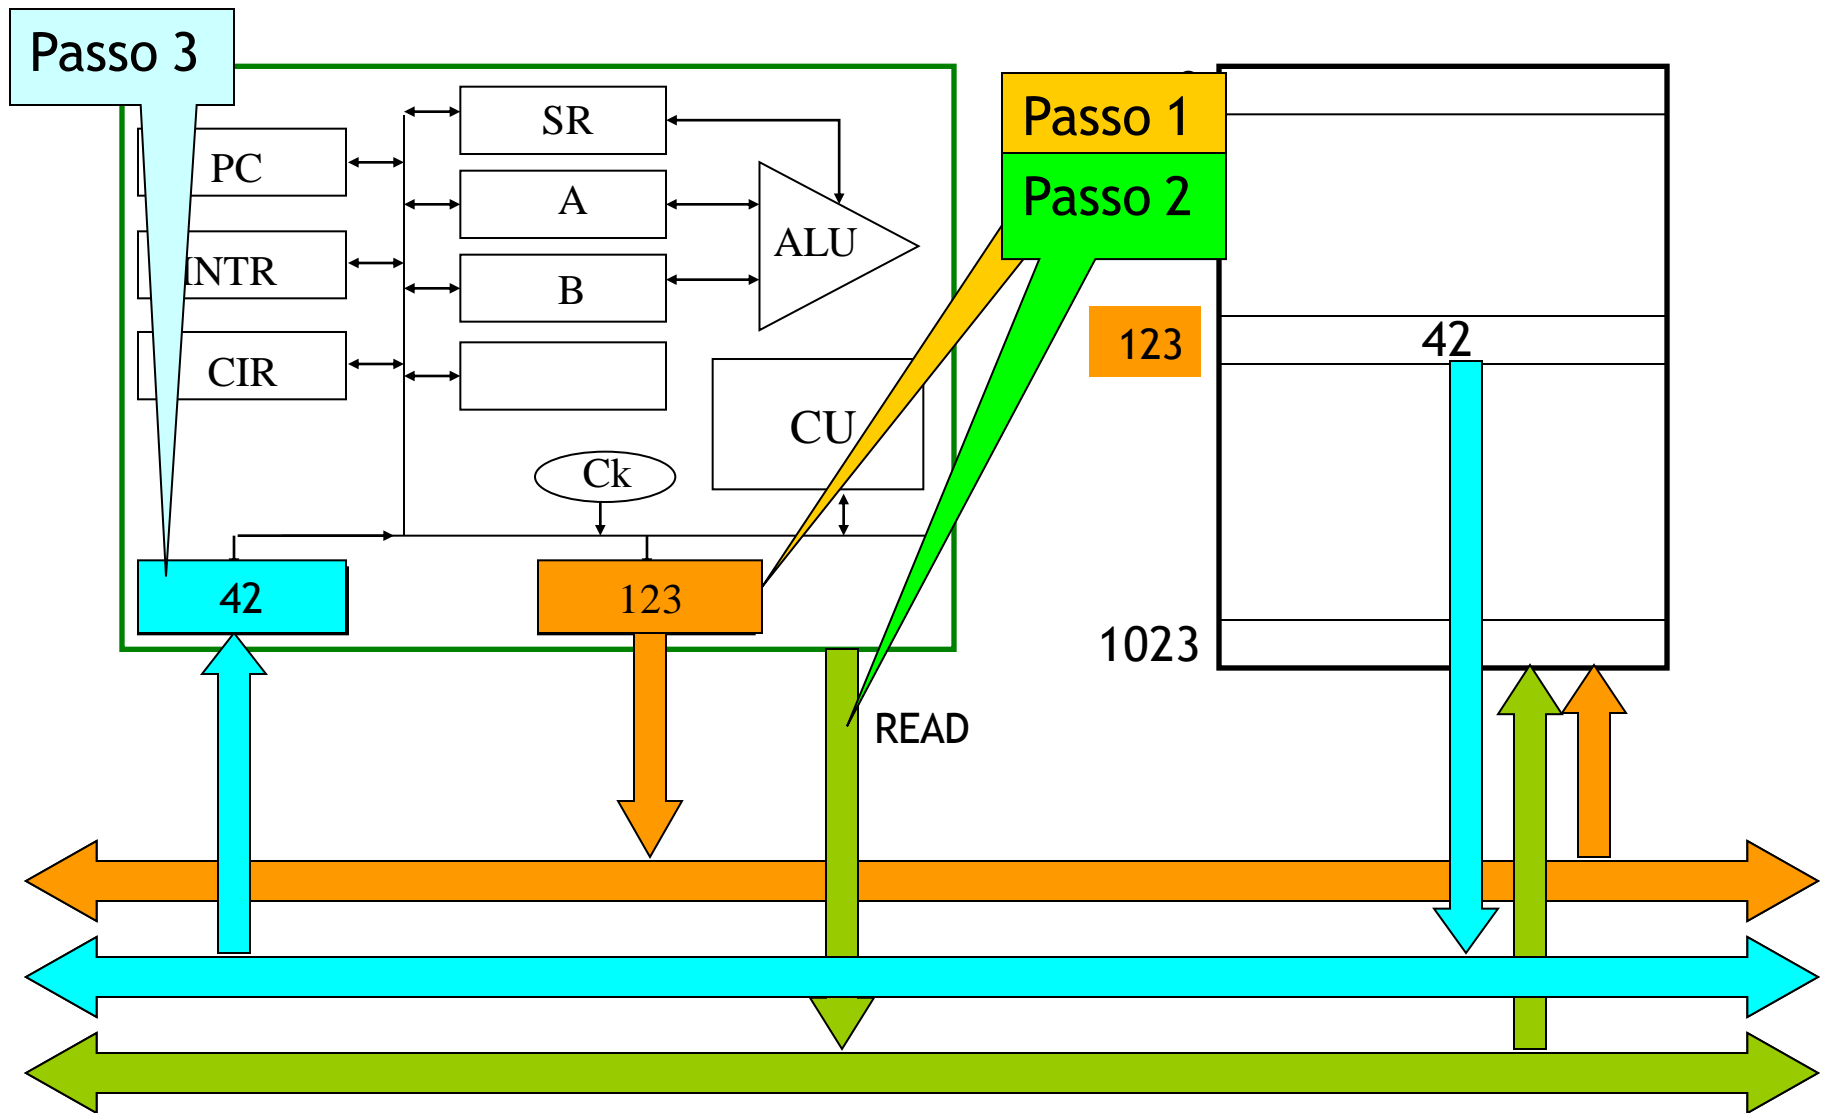 Passo 3
SR
PC
A
ALU
INTR
B
CIR
CU
Ck
42
123
READ
Passo 1
Passo 2
123
42
1023